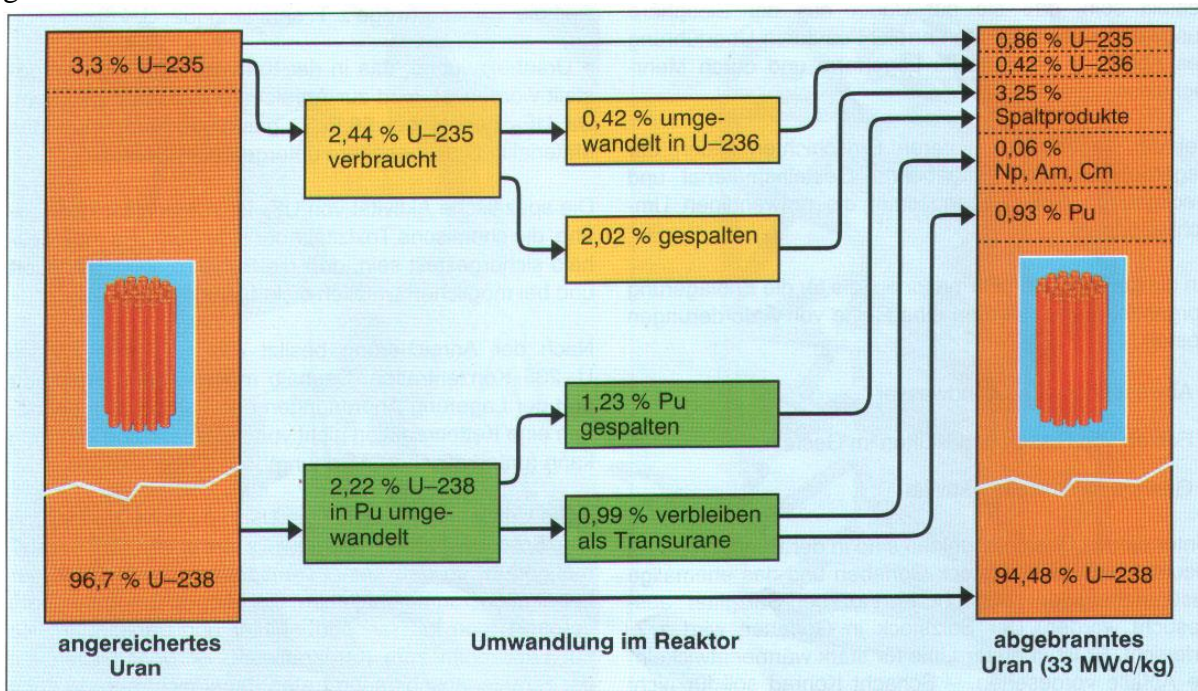 3,3 % U–235
96,7 % U–238
angereichertes
Uran
2,44 % U–235
verbraucht
0,42 % umge-
wandelt in U–236
2,02 % gespalten
1,23 % Pu
gespalten
2,22 % U–238
in Pu umge-
wandelt
0,99 % verbleiben
als Transurane
Umwandlung im Reaktor
0,86 % U–235
0,42 % U–236
3,25 %
Spaltprodukte
0,06 %
Np, Am, Cm
0,93 % Pu
94,48 % U–238
abgebranntes
Uran (33 MWd/kg)